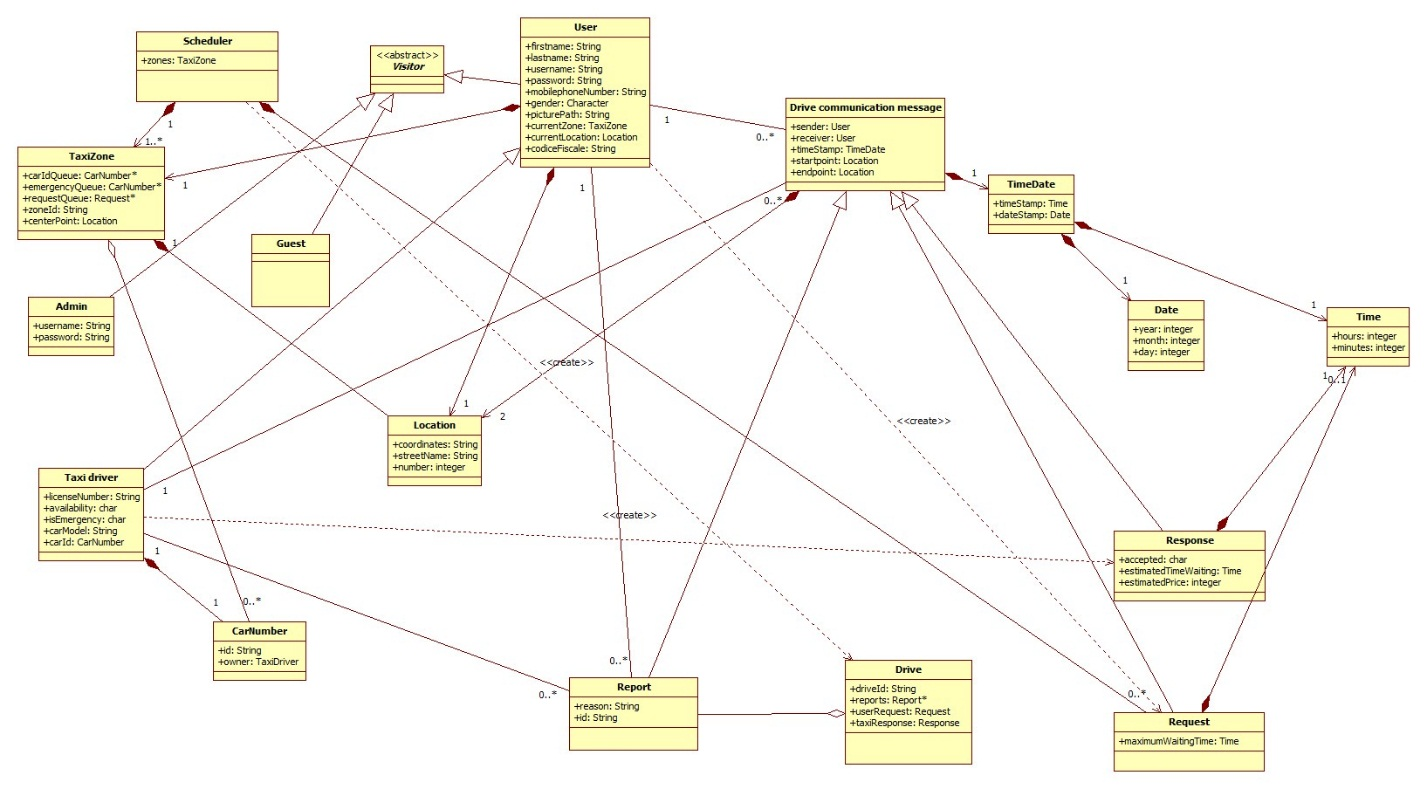 Scheduler
+zones: TaxiZone
<<abstract>>
Visitor
User
+firstname: String
+lastname: String
+username: String
+password: String
+mobilephoneNumber: String
+gender: Character
+picturePath: String
+currentZone: TaxiZone
+currentLocation: Location
+codiceFiscale: String
Drive communication message
+sender: User
+receiver: User
+timeStamp: TimeDate
+startpoint: Location
+endpoint: Location
1
0..*
1
1..*
TaxiZone
+carIdQueue: CarNumber*
+emergencyQueue: CarNumber*
+requestQueue: Request*
+zoneId: String
+centerPoint: Location
1
1
1
0..*
1
TimeDate
+timeStamp: Time
+dateStamp: Date
Guest
Admin
+username: String
+password: String
1
Date
+year: integer
+month: integer
+day: integer
1
Time
+hours: integer
+minutes: integer
1
0..1
<<create>>
<<create>>
1
2
Location
+coordinates: String
+streetName: String
+number: integer
Taxi driver
+licenseNumber: String
+availability: char
+isEmergency: char
+carModel: String
+carId: CarNumber
1
1
<<create>>
Response
+accepted: char
+estimatedTimeWaiting: Time
+estimatedPrice: integer
1
0..*
CarNumber
+id: String
+owner: TaxiDriver
0..*
0..*
Report
+reason: String
+id: String
Drive
+driveId: String
+reports: Report*
+userRequest: Request
+taxiResponse: Response
0..*
Request
+maximumWaitingTime: Time